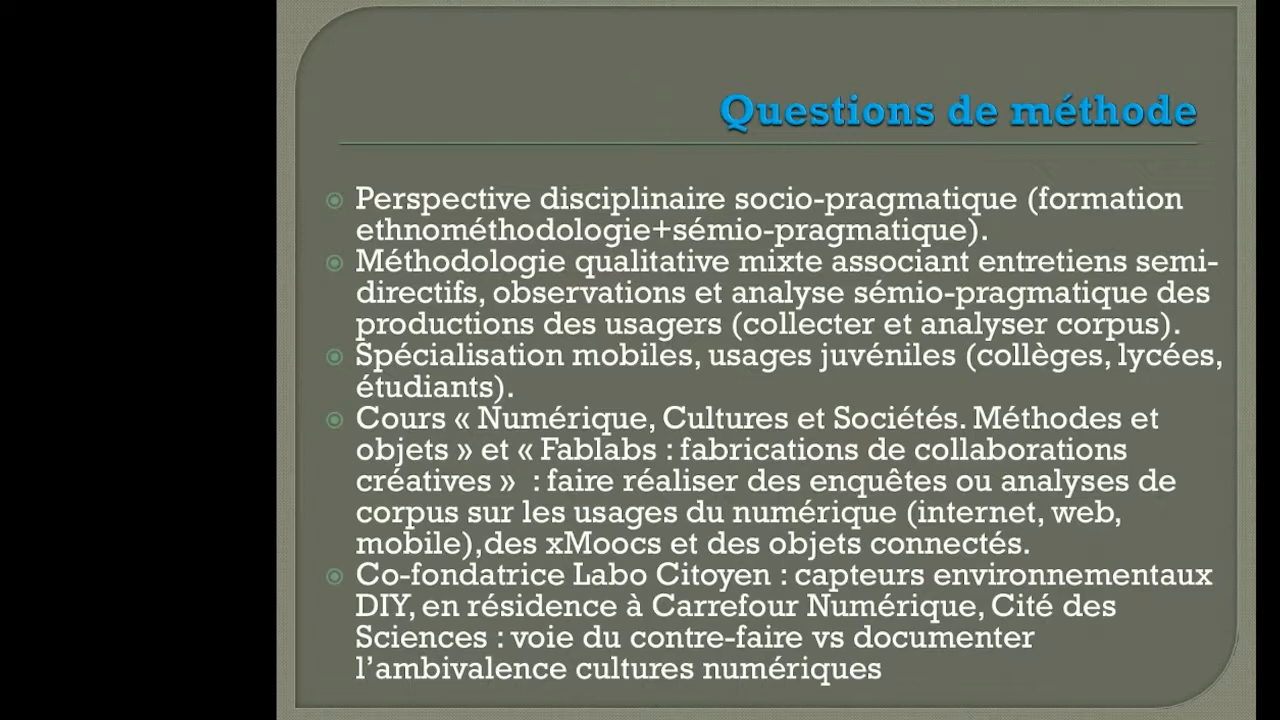 Questions de méthode
Perspective disciplinaire socio-pragmatique (formation
ethnométhodologie+sémio-pragmatique).
Méthodologie qualitative mixte associant entretiens semi-
directifs, observations et analyse sémio-pragmatique des
productions des usagers (collecter et analyser corpus).
Spécialisation mobiles, usages juvéniles (collèges, lycées,
étudiants).
Cours « Numérique, Cultures et Sociétés. Méthodes et
objets » et « Fablabs : fabrications de collaborations
créatives »  : faire réaliser des enquêtes ou analyses de
corpus sur les usages du numérique (internet, web,
mobile),des xMoocs et des objets connectés.
Co-fondatrice Labo Citoyen : capteurs environnementaux
DIY, en résidence à Carrefour Numérique, Cité des
Sciences : voie du contre-faire vs documenter
l’ambivalence cultures numériques